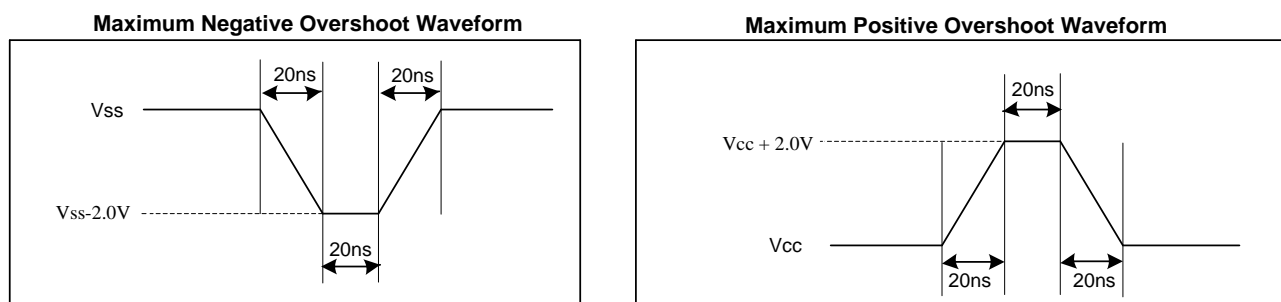 Maximum Negative Overshoot Waveform
20ns
20ns
Vss
Vss-2.0V
20ns
Maximum Positive Overshoot Waveform
20ns
Vcc + 2.0V
Vcc
20ns
20ns